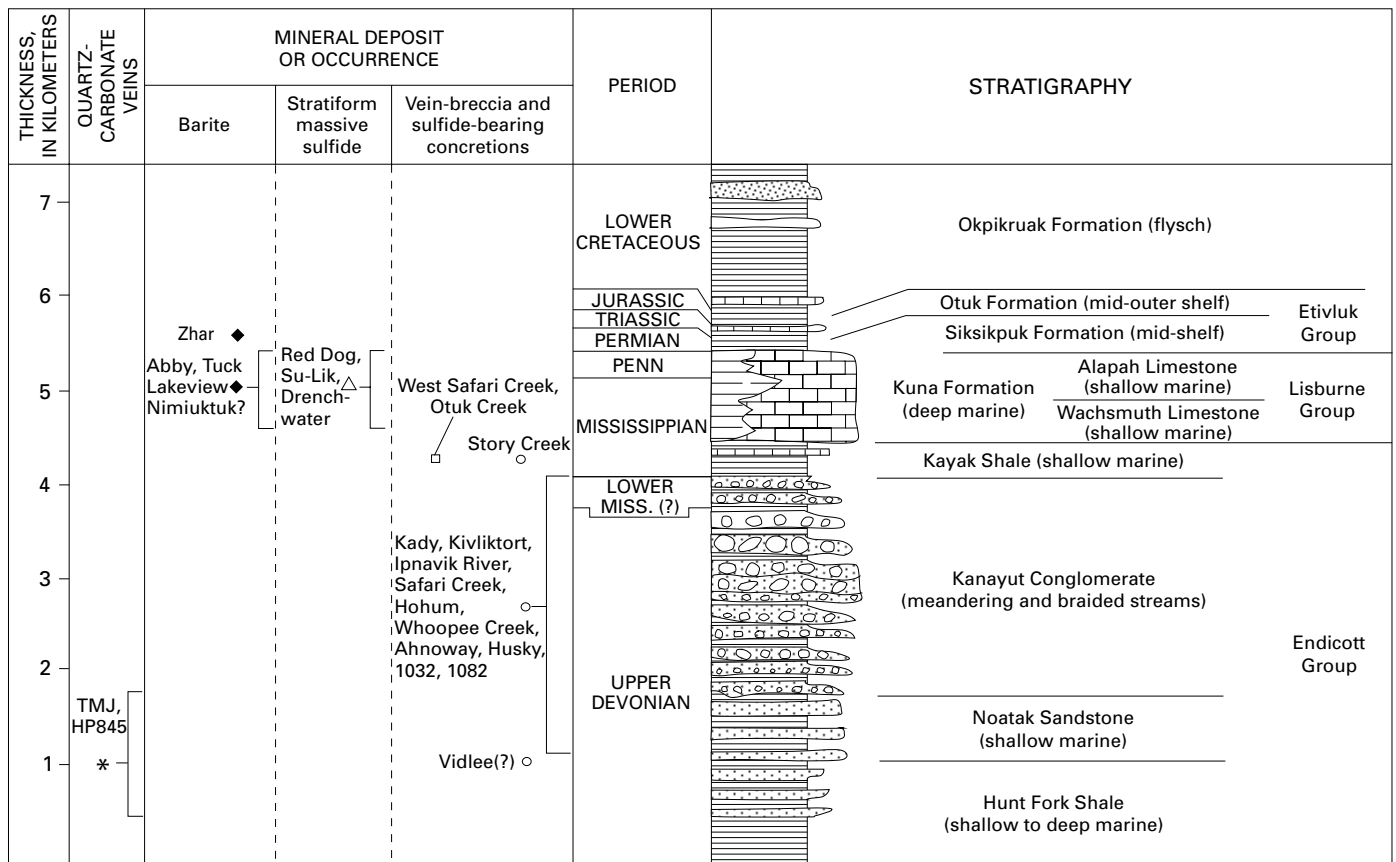 THICKNESS,
IN KILOMETERS
QUARTZ-
CARBONATE
VEINS
MINERAL DEPOSIT
OR OCCURRENCE
Barite
Stratiform
massive
sulfide
Vein-breccia and
sulfide-bearing
concretions
PERIOD
STRATIGRAPHY
7
6
5
4
3
2
1
TMJ,
HP845
*
Zhar
Abby, Tuck
Lakeview
Nimiuktuk?
Red Dog,
Su-Lik,
Drench-
water
West Safari Creek,
Otuk Creek
Story Creek
Kady, Kivliktort,
Ipnavik River,
Safari Creek,
Hohum,
Whoopee Creek,
Ahnoway, Husky,
1032, 1082
Vidlee(?)
LOWER
CRETACEOUS
JURASSIC
TRIASSIC
PERMIAN
PENN
MISSISSIPPIAN
LOWER
MISS. (?)
UPPER
DEVONIAN
Okpikruak Formation (flysch)
Otuk Formation (mid-outer shelf)
Siksikpuk Formation (mid-shelf)
Etivluk
Group
Kuna Formation
(deep marine)
Alapah Limestone
(shallow marine)
Wachsmuth Limestone
(shallow marine)
Lisburne
Group
Kayak Shale (shallow marine)
Kanayut Conglomerate
(meandering and braided streams)
Noatak Sandstone
(shallow marine)
Hunt Fork Shale
(shallow to deep marine)
Endicott
Group